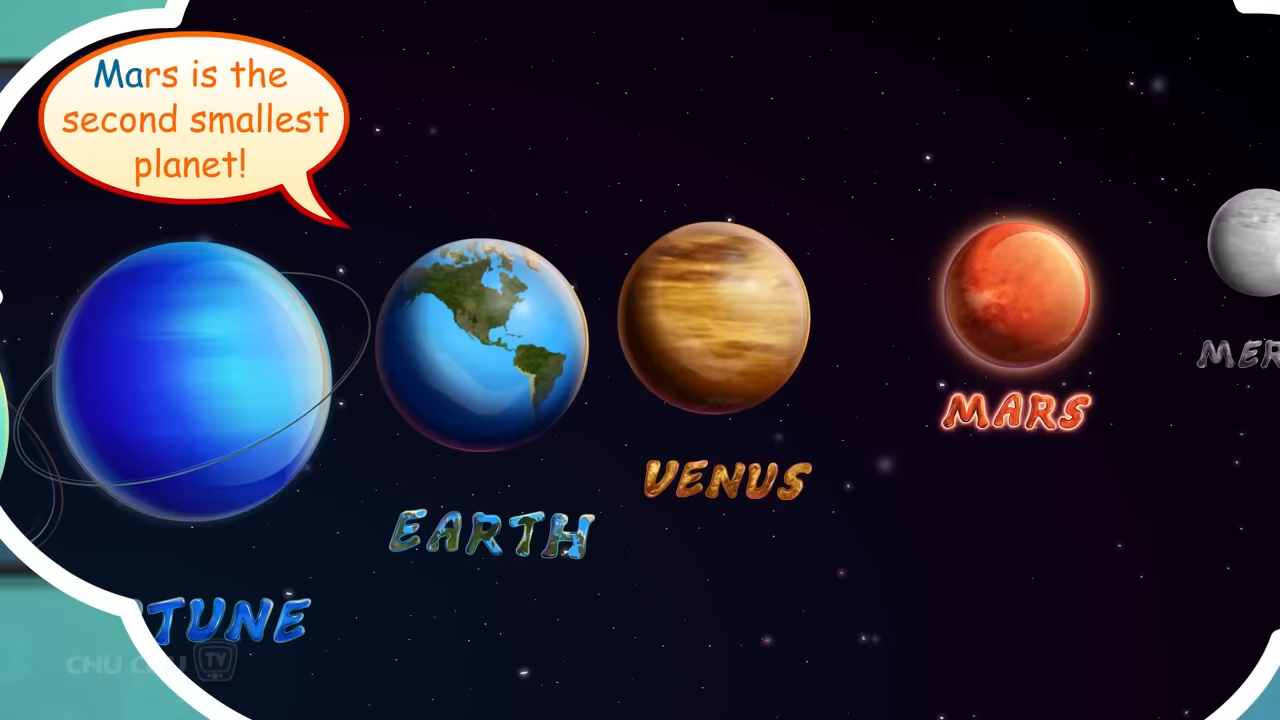 Mars is the
second smallest
planet!
MARS
MER
VENUS
EARTH
TUNE
CHU CHU TV